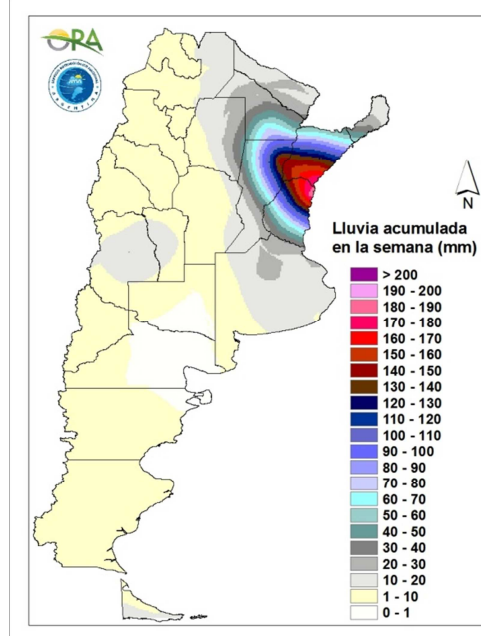 ORA
ARGENTINA
N
Lluvia acumulada
en la semana (mm)
> 200
190 - 200
180 - 190
170 - 180
160 - 170
150 - 160
140 - 150
130 - 140
120 - 130
110 - 120
100 - 110
90 - 100
80 - 90
70 - 80
60 - 70
50 - 60
40 - 50
30 - 40
20 - 30
10 - 20
1 - 10
0 - 1